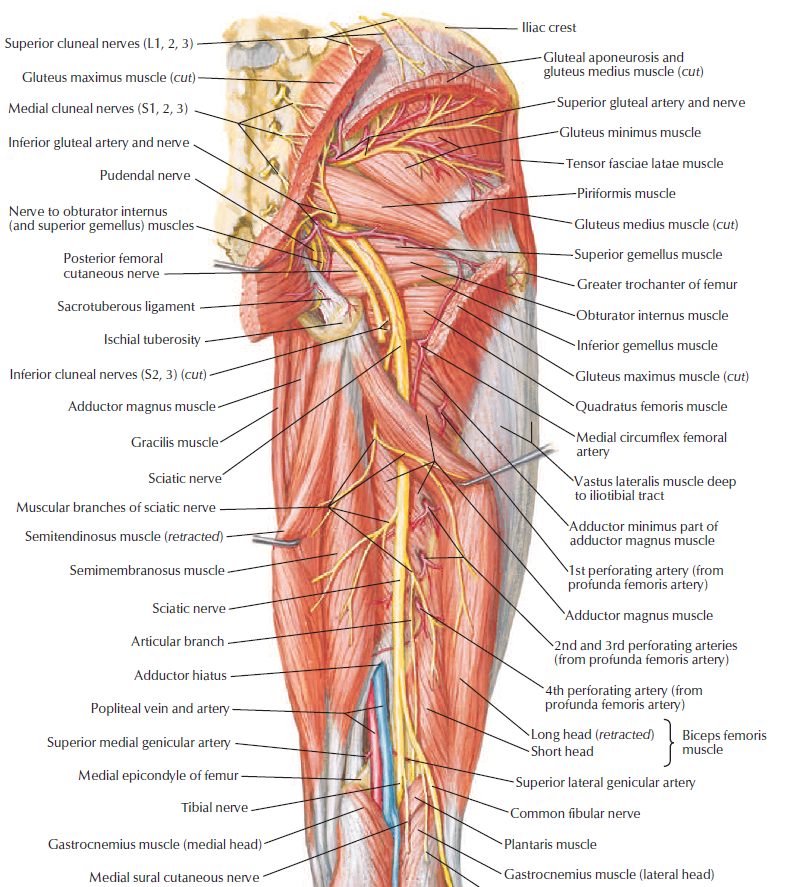 Superior cluneal nerves (L1, 2, 3)
Gluteus maximus muscle (cut)
Medial cluneal nerves (S1, 2, 3)
Inferior gluteal artery and nerve
Pudendal nerve
Nerve to obturator internus
(and superior gemellus) muscles
Posterior femoral
cutaneous nerve
Sacrotuberous ligament
Ischial tuberosity
Inferior cluneal nerves (S2, 3) (cut)
Adductor magnus muscle
Gracilis muscle
Sciatic nerve
Muscular branches of sciatic nerve
Semitendinosus muscle (retracted)
Semimembranosus muscle
Sciatic nerve
Articular branch
Adductor hiatus
Popliteal vein and artery
Superior medial genicular artery
Medial epicondyle of femur
Tibial nerve
Gastrocnemius muscle (medial head)
Medial sural cutaneous nerve
Iliac crest
Gluteal aponeurosis and
gluteus medius muscle (cut)
Superior gluteal artery and nerve
Gluteus minimus muscle
Tensor fasciae latae muscle
Piriformis muscle
Gluteus medius muscle (cut)
Superior gemellus muscle
Greater trochanter of femur
Obturator internus muscle
Inferior gemellus muscle
Gluteus maximus muscle (cut)
Quadratus femoris muscle
Medial circumflex femoral
artery
Vastus lateralis muscle deep
to iliotibial tract
Adductor minimus part of
adductor magnus muscle
1st perforating artery (from
profunda femoris artery)
Adductor magnus muscle
2nd and 3rd perforating arteries
(from profunda femoris artery)
4th perforating artery (from
profunda femoris artery)
Long head (retracted)
Short head
Biceps femoris
muscle
Superior lateral genicular artery
Common fibular nerve
Plantaris muscle
Gastrocnemius muscle (lateral head)